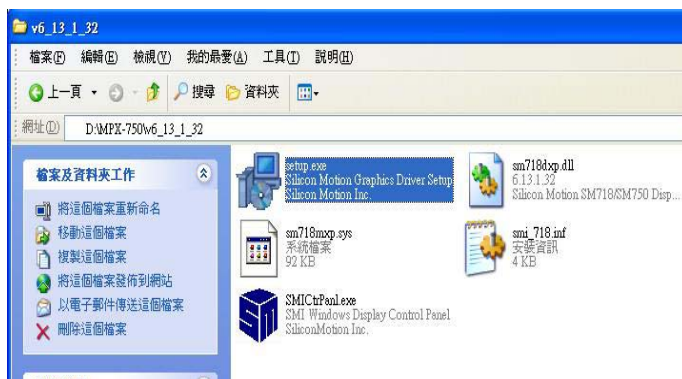 v6_13_1_32
檔案(F) 編輯(E) 檢視(V) 我的最愛(A) 工具(T) 說明(H)
上一頁 搜尋 資料夾
網址(D) D:\MPX-750\v6_13_1_32
檔案及資料夾工作
將這個檔案重新命名
移動這個檔案
複製這個檔案
將這個檔案發佈到網站
以電子郵件傳送這個檔案
刪除這個檔案
setup.exe
Silicon Motion Graphics Driver Setup
Silicon Motion Inc.
sm718dxp.dll
6.13.1.32
Silicon Motion SM718/SM750 Disp...
sm718mxp.sys
系統檔案
92 KB
smi_718.inf
安裝資訊
4 KB
SMICtrPanl.exe
SMI Windows Display Control Panel
SiliconMotion Inc.